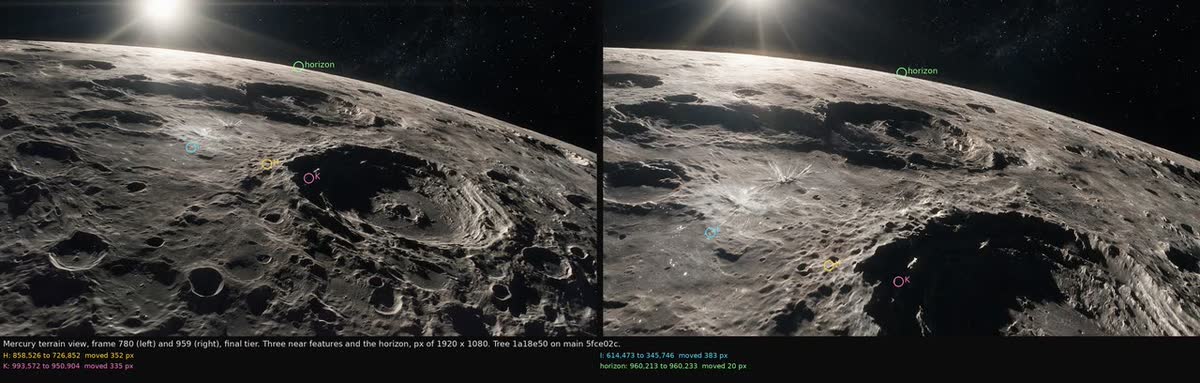 horizon
horizon
K
K
Mercury terrain view, frame 780 (left) and 959 (right), final tier. Three near features and the horizon, px of 1920 x 1080. Tree 1a18e50 on main 5fce02c.
H: 858,526 to 726,852 moved 352 px
I: 614,473 to 345,746 moved 383 px
K: 993,572 to 950,904 moved 335 px
horizon: 960,213 to 960,233 moved 20 px